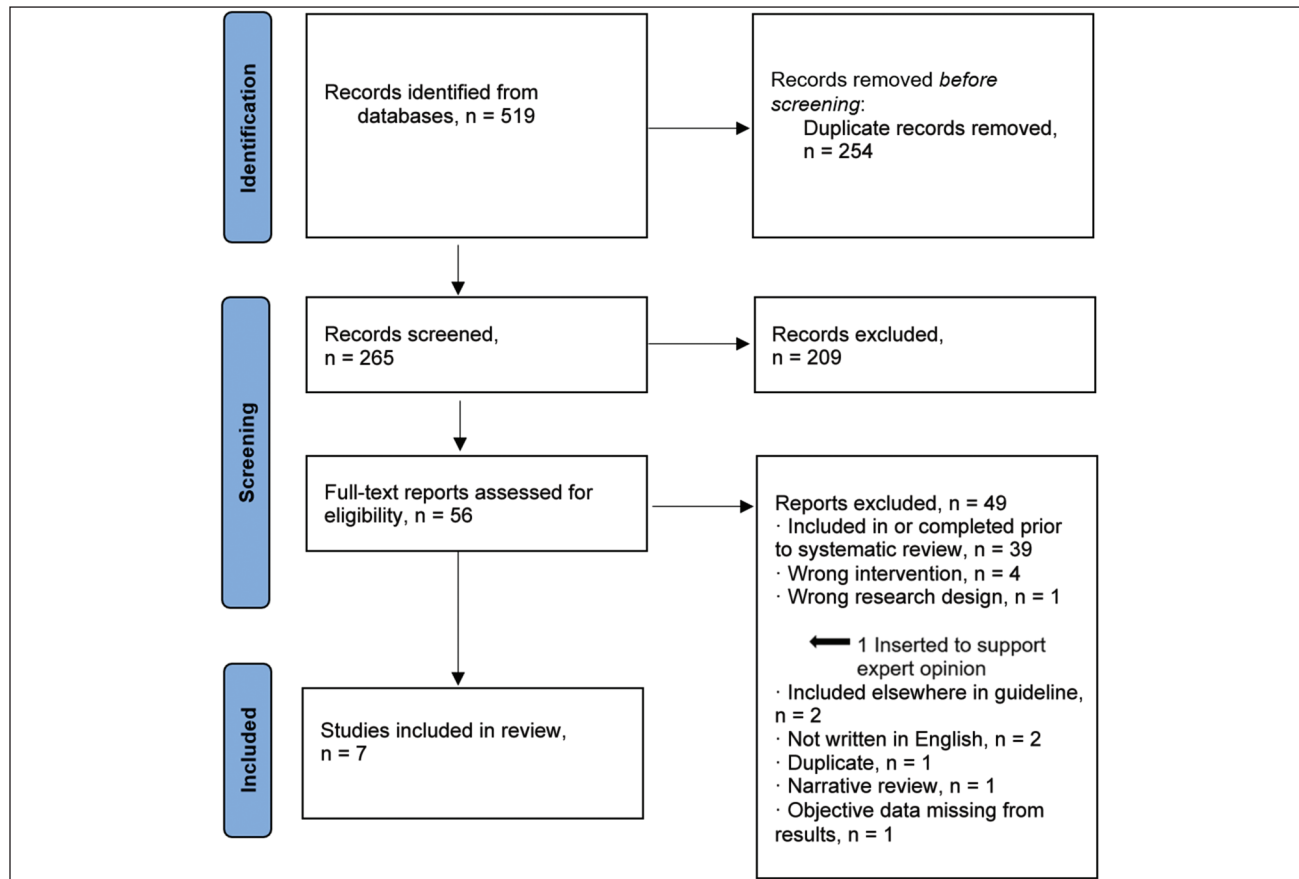 Identification
Records identified from
databases, n = 519
Records removed before
screening:
Duplicate records removed,
n = 254
Screening
Records screened,
n = 265
Records excluded,
n = 209
Full-text reports assessed for
eligibility, n = 56
Reports excluded, n = 49
· Included in or completed prior
to systematic review, n = 39
· Wrong intervention, n = 4
· Wrong research design, n = 1
1 Inserted to support
expert opinion
· Included elsewhere in guideline,
n = 2
· Not written in English, n = 2
· Duplicate, n = 1
· Narrative review, n = 1
· Objective data missing from
results, n = 1
Included
Studies included in review,
n = 7